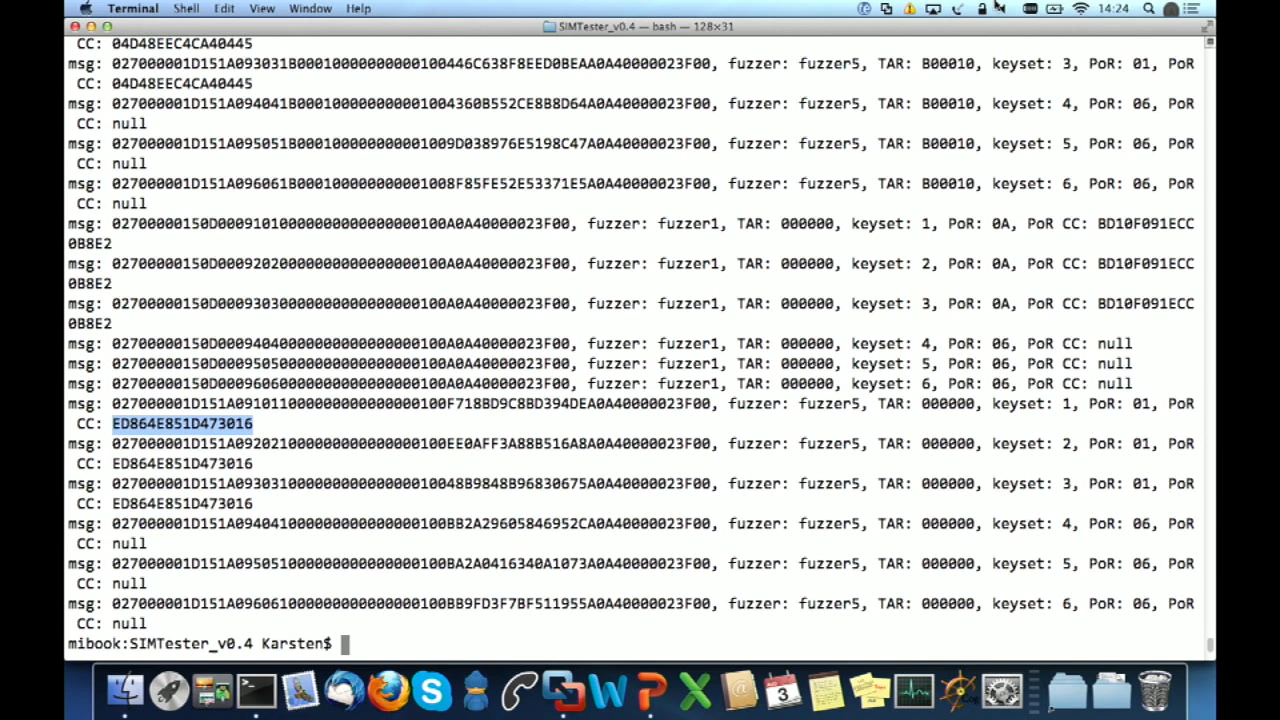 Terminal Shell Edit View Window Help 14:24
SIMTester_v0.4 — bash — 128×31
CC: 04D48EEC4CA40445
msg: 027000001D151A093031B00010000000000100446C638F8EED0BEAA0A40000023F00, fuzzer: fuzzer5, TAR: B00010, keyset: 3, PoR: 01, PoR
CC: 04D48EEC4CA40445
msg: 027000001D151A094041B000100000000001004360B552CE8B8D64A0A40000023F00, fuzzer: fuzzer5, TAR: B00010, keyset: 4, PoR: 06, PoR
CC: null
msg: 027000001D151A095051B000100000000001009D038976E5198C47A0A40000023F00, fuzzer: fuzzer5, TAR: B00010, keyset: 5, PoR: 06, PoR
CC: null
msg: 027000001D151A096061B000100000000001008F85FE52E53371E5A0A40000023F00, fuzzer: fuzzer5, TAR: B00010, keyset: 6, PoR: 06, PoR
CC: null
msg: 02700000150D00091010000000000000000100A0A40000023F00, fuzzer: fuzzer1, TAR: 000000, keyset: 1, PoR: 0A, PoR CC: BD10F091ECC
0B8E2
msg: 02700000150D00092020000000000000000100A0A40000023F00, fuzzer: fuzzer1, TAR: 000000, keyset: 2, PoR: 0A, PoR CC: BD10F091ECC
0B8E2
msg: 02700000150D00093030000000000000000100A0A40000023F00, fuzzer: fuzzer1, TAR: 000000, keyset: 3, PoR: 0A, PoR CC: BD10F091ECC
0B8E2
msg: 02700000150D00094040000000000000000100A0A40000023F00, fuzzer: fuzzer1, TAR: 000000, keyset: 4, PoR: 06, PoR CC: null
msg: 02700000150D00095050000000000000000100A0A40000023F00, fuzzer: fuzzer1, TAR: 000000, keyset: 5, PoR: 06, PoR CC: null
msg: 02700000150D00096060000000000000000100A0A40000023F00, fuzzer: fuzzer1, TAR: 000000, keyset: 6, PoR: 06, PoR CC: null
msg: 027000001D151A091011000000000000000100F718BD9C8BD394DEA0A40000023F00, fuzzer: fuzzer5, TAR: 000000, keyset: 1, PoR: 01, PoR
CC: ED864E851D473016
msg: 027000001D151A092021000000000000000100EE0AFF3A88B516A8A0A40000023F00, fuzzer: fuzzer5, TAR: 000000, keyset: 2, PoR: 01, PoR
CC: ED864E851D473016
msg: 027000001D151A09303100000000000000010048B9848B96830675A0A40000023F00, fuzzer: fuzzer5, TAR: 000000, keyset: 3, PoR: 01, PoR
CC: ED864E851D473016
msg: 027000001D151A094041000000000000000100BB2A29605846952CA0A40000023F00, fuzzer: fuzzer5, TAR: 000000, keyset: 4, PoR: 06, PoR
CC: null
msg: 027000001D151A095051000000000000000100BA2A0416340A1073A0A40000023F00, fuzzer: fuzzer5, TAR: 000000, keyset: 5, PoR: 06, PoR
CC: null
msg: 027000001D151A096061000000000000000100BB9FD3F7BF511955A0A40000023F00, fuzzer: fuzzer5, TAR: 000000, keyset: 6, PoR: 06, PoR
CC: null
mibook:SIMTester_v0.4 Karsten$